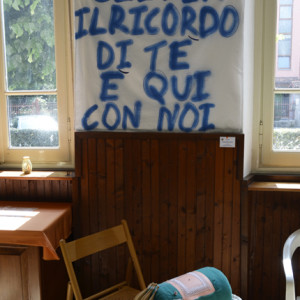 IL RICORDO
DI TE
E QUI
CON NOI